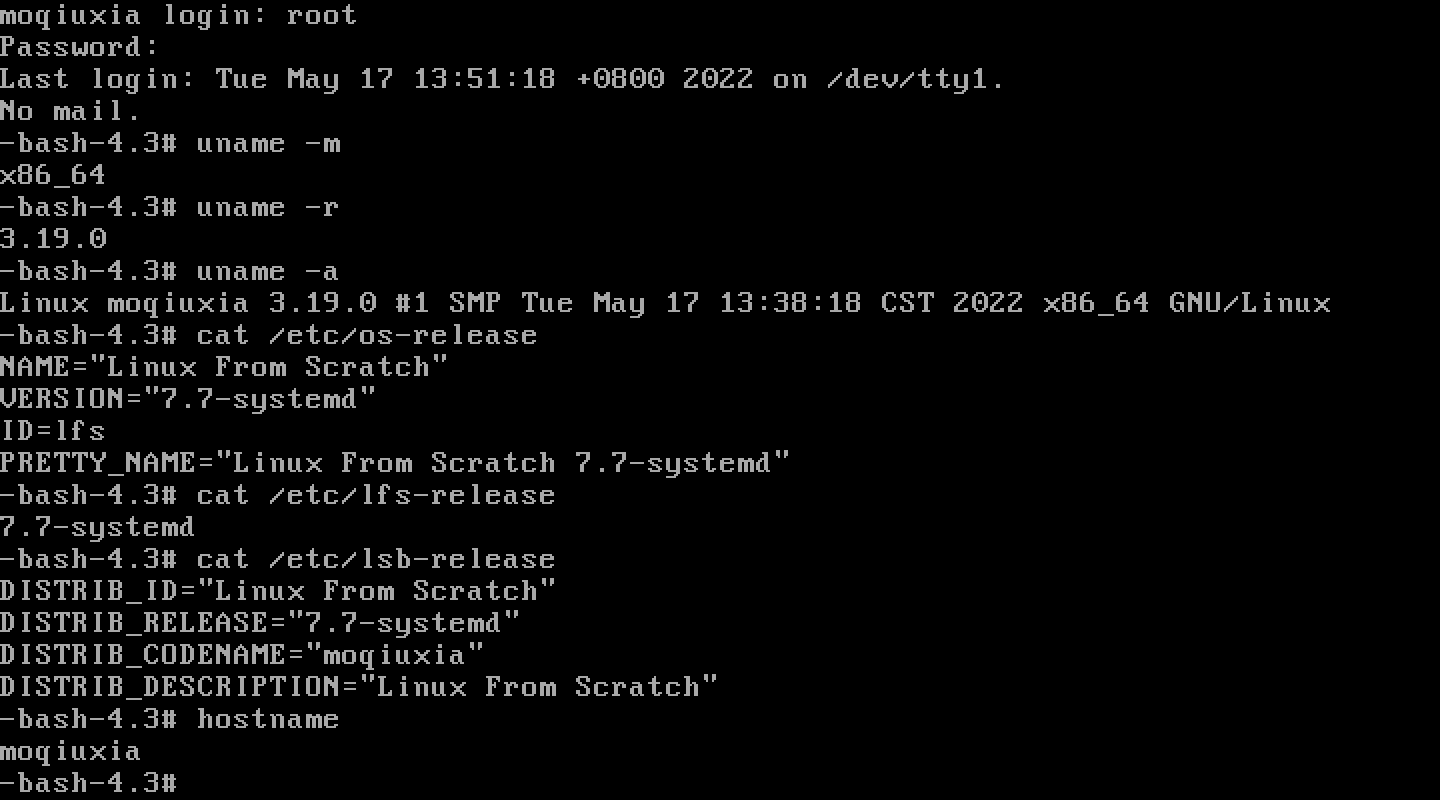 moqiuxia login: root
Password:
Last login: Tue May 17 13:51:18 +0800 2022 on /dev/tty1.
No mail.
-bash-4.3# uname -m
x86_64
-bash-4.3# uname -r
3.19.0
-bash-4.3# uname -a
Linux moqiuxia 3.19.0 #1 SMP Tue May 17 13:38:18 CST 2022 x86_64 GNU/Linux
-bash-4.3# cat /etc/os-release
NAME="Linux From Scratch"
VERSION="7.7-systemd"
ID=lfs
PRETTY_NAME="Linux From Scratch 7.7-systemd"
-bash-4.3# cat /etc/lfs-release
7.7-systemd
-bash-4.3# cat /etc/lsb-release
DISTRIB_ID="Linux From Scratch"
DISTRIB_RELEASE="7.7-systemd"
DISTRIB_CODENAME="moqiuxia"
DISTRIB_DESCRIPTION="Linux From Scratch"
-bash-4.3# hostname
moqiuxia
-bash-4.3#